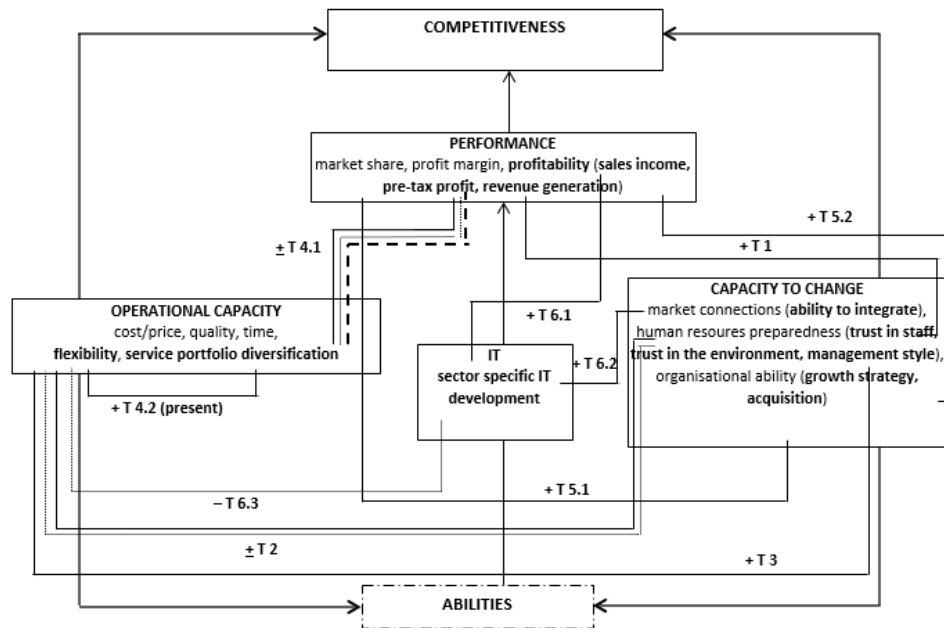 COMPETITIVENESS
PERFORMANCE
market share, profit margin, profitability (sales income,
pre-tax profit, revenue generation)
+ T 5.2
± T 4.1
+ T 1
OPERATIONAL CAPACITY
cost/price, quality, time,
flexibility, service portfolio diversification
CAPACITY TO CHANGE
market connections (ability to integrate),
human resoures preparedness (trust in staff,
trust in the environment, management style),
organisational ability (growth strategy,
acquisition)
+ T 6.1
IT
sector specific IT
development
+ T 6.2
+ T 4.2 (present)
+ T 5.1
– T 6.3
± T 2
+ T 3
ABILITIES